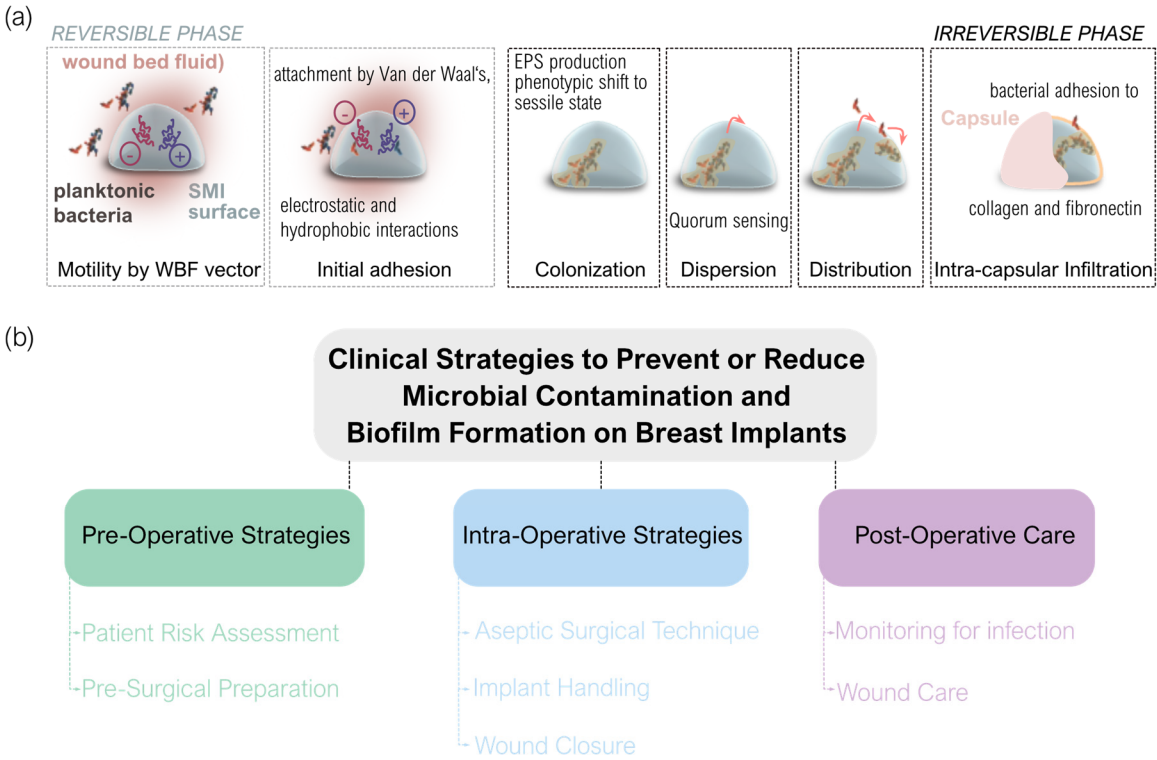 (a)
REVERSIBLE PHASE
IRREVERSIBLE PHASE
wound bed fluid)
planktonic
bacteria
SMI
surface
-
+
Motility by WBF vector
attachment by Van der Waal's,
-
+
electrostatic and
hydrophobic interactions
Initial adhesion
EPS production
phenotypic shift to
sessile state
Colonization
Quorum sensing
Dispersion
Distribution
bacterial adhesion to
Capsule
collagen and fibronectin
Intra-capsular Infiltration
(b)
Clinical Strategies to Prevent or Reduce
Microbial Contamination and
Biofilm Formation on Breast Implants
Pre-Operative Strategies
Patient Risk Assessment
Pre-Surgical Preparation
Intra-Operative Strategies
Aseptic Surgical Technique
Implant Handling
Wound Closure
Post-Operative Care
Monitoring for infection
Wound Care